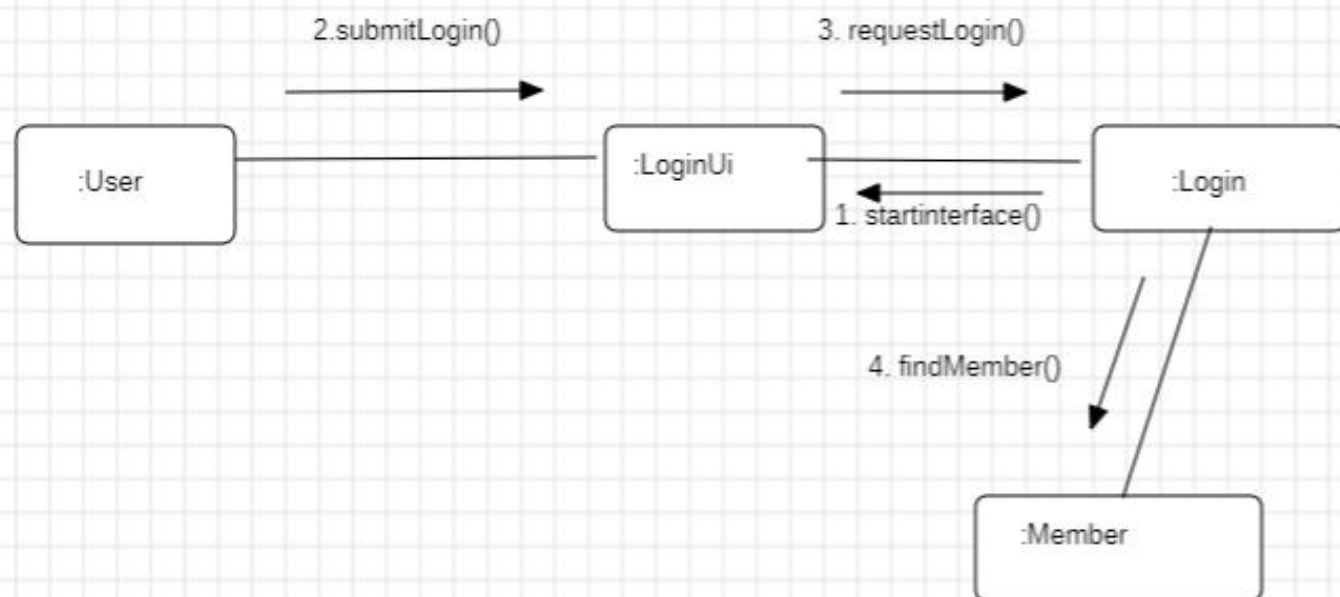 2.submitLogin()
3. requestLogin()
:User
:LoginUi
:Login
1. startinterface()
4. findMember()
:Member